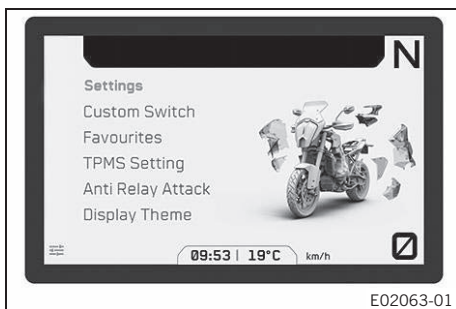 N
Settings
Custom Switch
Favourites
TPMS Setting
Anti Relay Attack
Display Theme
09:53 | 19°C km/h
0
E02063-01